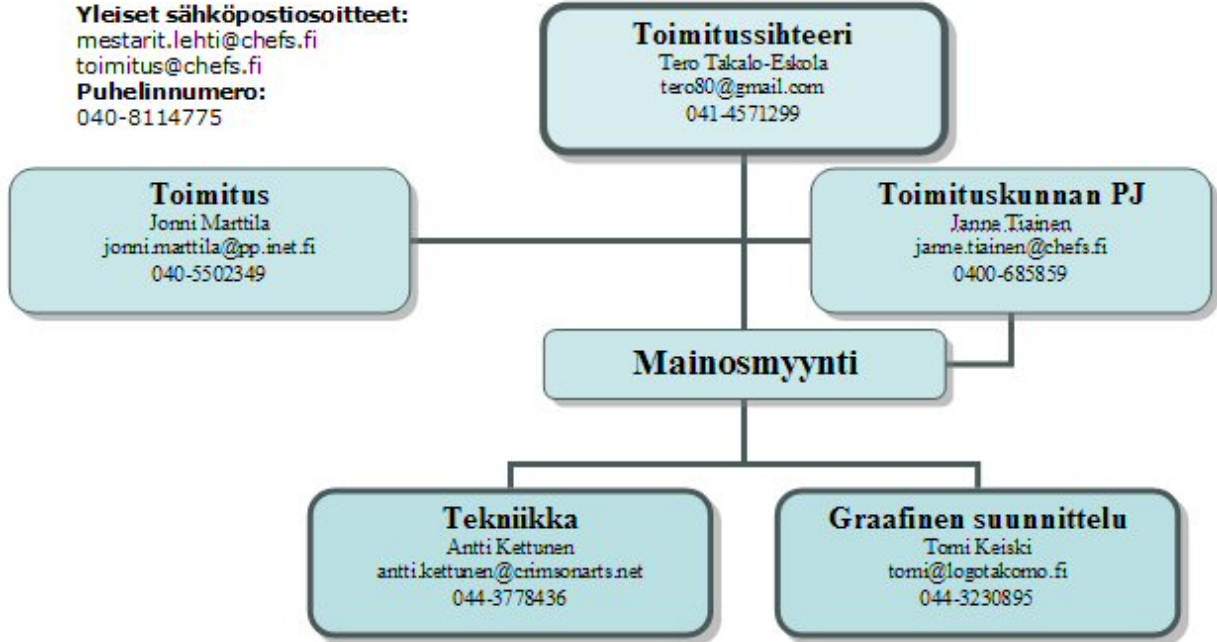 Yleiset sähköpostiosoitteet:
mestarit.lehti@chefs.fi
toimitus@chefs.fi
Puhelinnumero:
040-8114775
Toimitussihteeri
Tero Takalo-Eskola
tero80@gmail.com
041-4571299
Toimitus
Jonni Marttila
jonni.marttila@pp.inet.fi
040-5502349
Toimituskunnan PJ
Janne Tiainen
janne.tiainen@chefs.fi
0400-685859
Mainosmyynti
Tekniikka
Antti Kettunen
antti.kettunen@crimsonarts.net
044-3778436
Graafinen suunnittelu
Tomi Keiski
tomi@logotakomo.fi
044-3230895